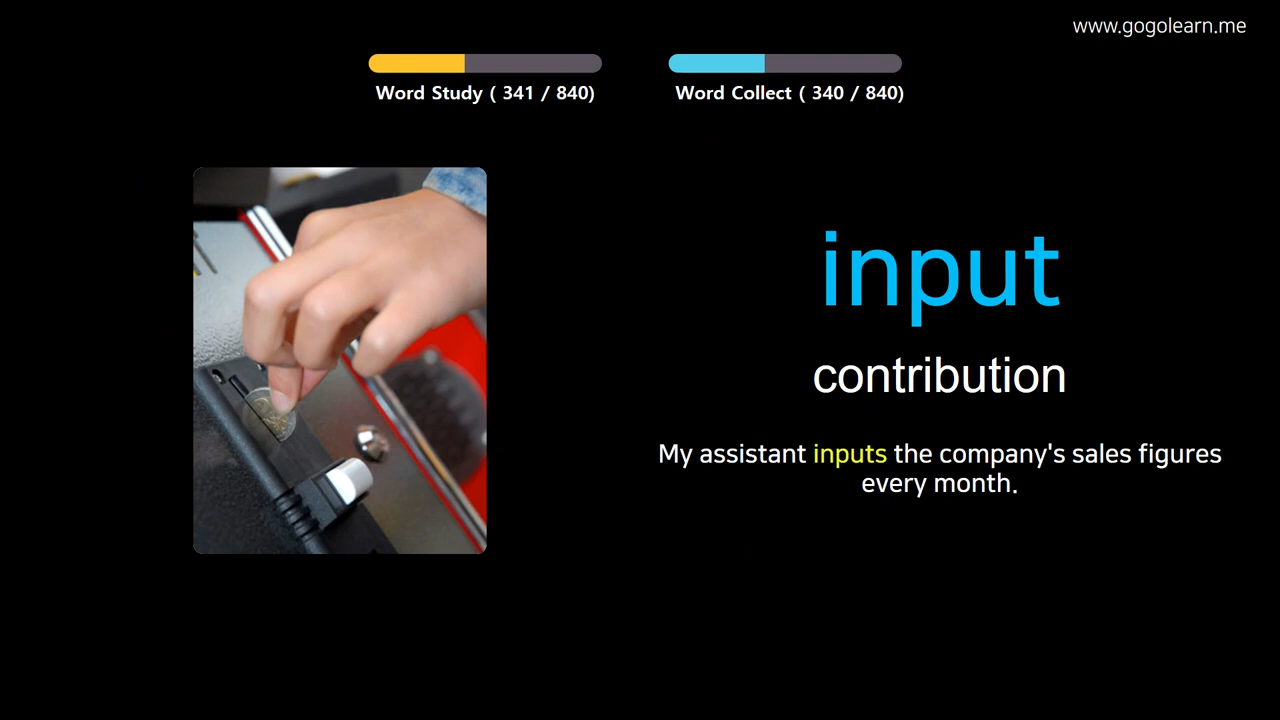 www.gogolearn.me
Word Study ( 341 / 840)
Word Collect ( 340 / 840)
input
contribution
My assistant inputs the company's sales figures
every month.